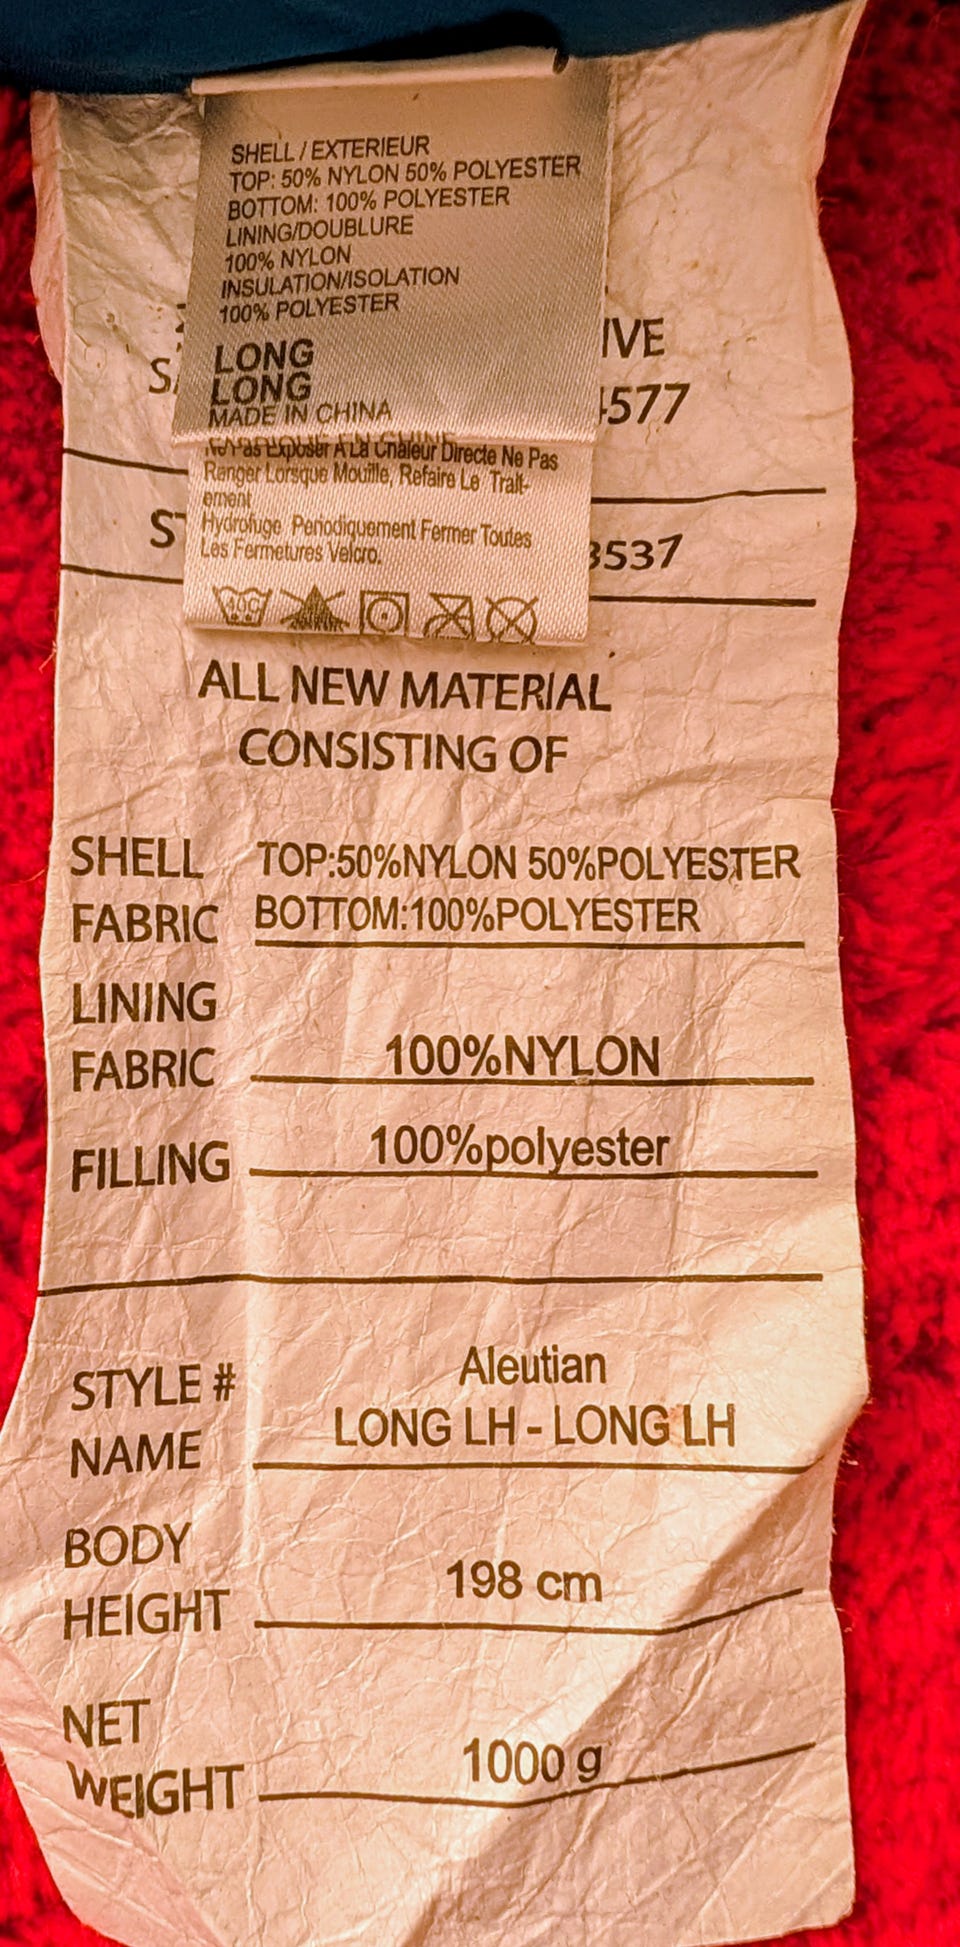 SHELL / EXTERIEUR
TOP: 50% NYLON 50% POLYESTER
BOTTOM: 100% POLYESTER
LINING/DOUBLURE
100% NYLON
INSULATION/ISOLATION
100% POLYESTER
LONG
LONG
MADE IN CHINA
Ne Pas Exposer A La Chaleur Directe Ne Pas
Ranger Lorsque Mouille, Refaire Le Trait-
ement
Hydrofuge Periodiquement Fermer Toutes
Les Fermetures Velcro.
40C
IVE
4577
3537
ALL NEW MATERIAL
CONSISTING OF
SHELL FABRIC TOP:50%NYLON 50%POLYESTER
BOTTOM:100%POLYESTER
LINING
FABRIC 100%NYLON
FILLING 100%polyester
STYLE # Aleutian
NAME LONG LH - LONG LH
BODY
HEIGHT 198 cm
NET
WEIGHT 1000 g